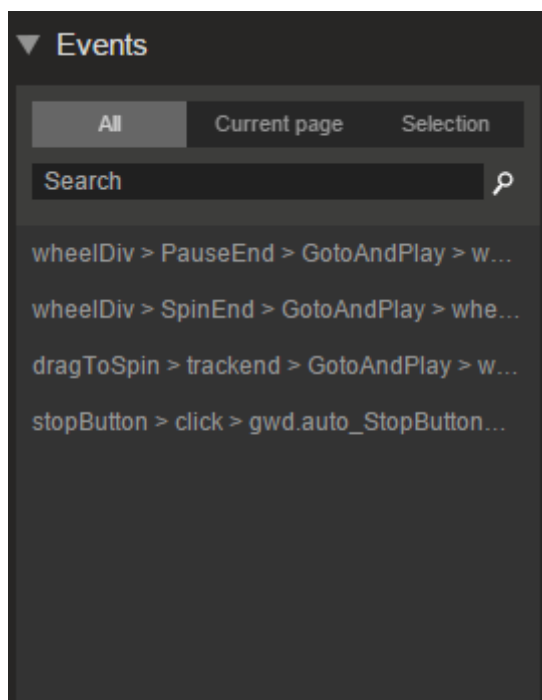 Events
All Current page Selection
Search
wheelDiv > PauseEnd > GotoAndPlay > w...
wheelDiv > SpinEnd > GotoAndPlay > whe...
dragToSpin > trackend > GotoAndPlay > w...
stopButton > click > gwd.auto_StopButton...